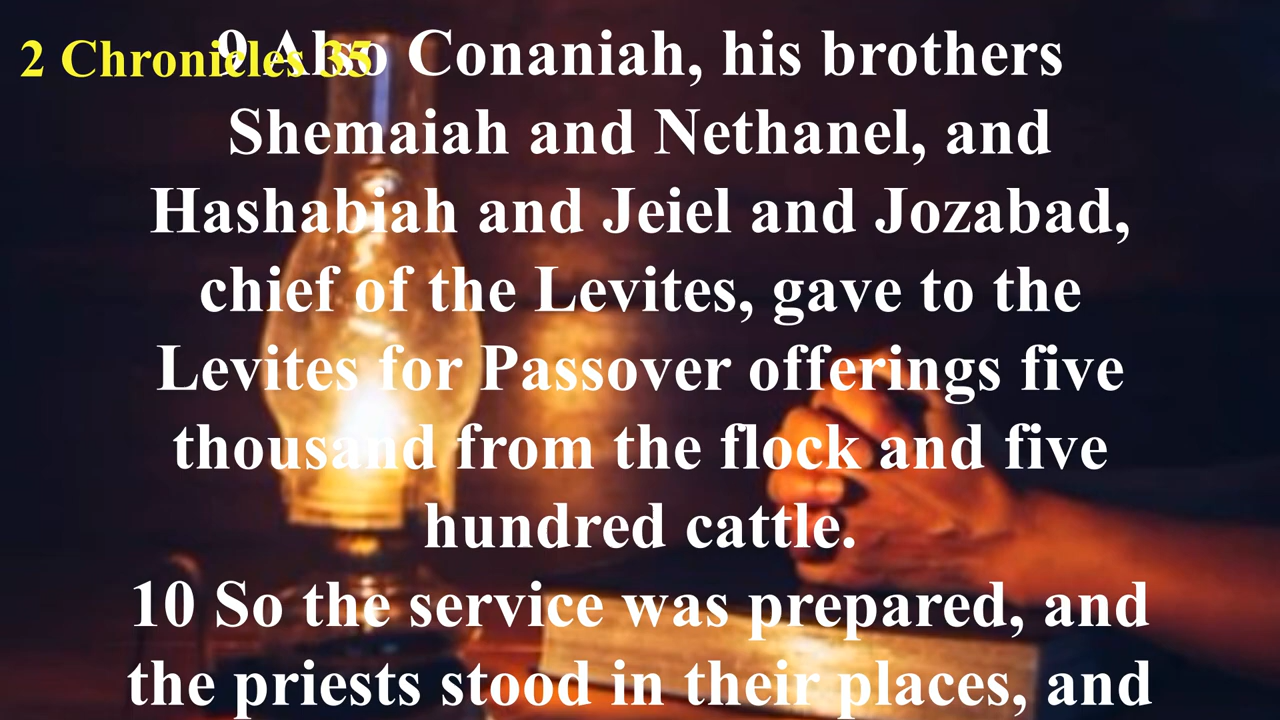 2 Chronicles 35
9 Also Conaniah, his brothers
Shemaiah and Nethanel, and
Hashabiah and Jeiel and Jozabad,
chief of the Levites, gave to the
Levites for Passover offerings five
thousand from the flock and five
hundred cattle.
10 So the service was prepared, and
the priests stood in their places, and